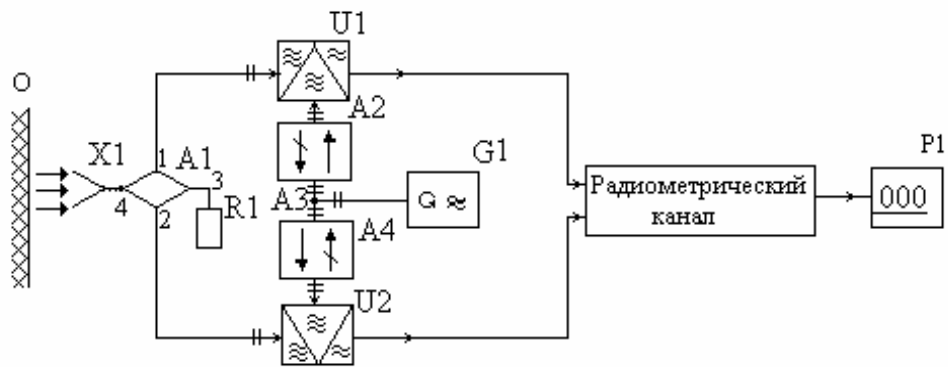 U1
O
A2
X1
1
A1
G1
P1
3
A3
G ≈
Радиометрический
канал
000
4
R1
2
A4
U2